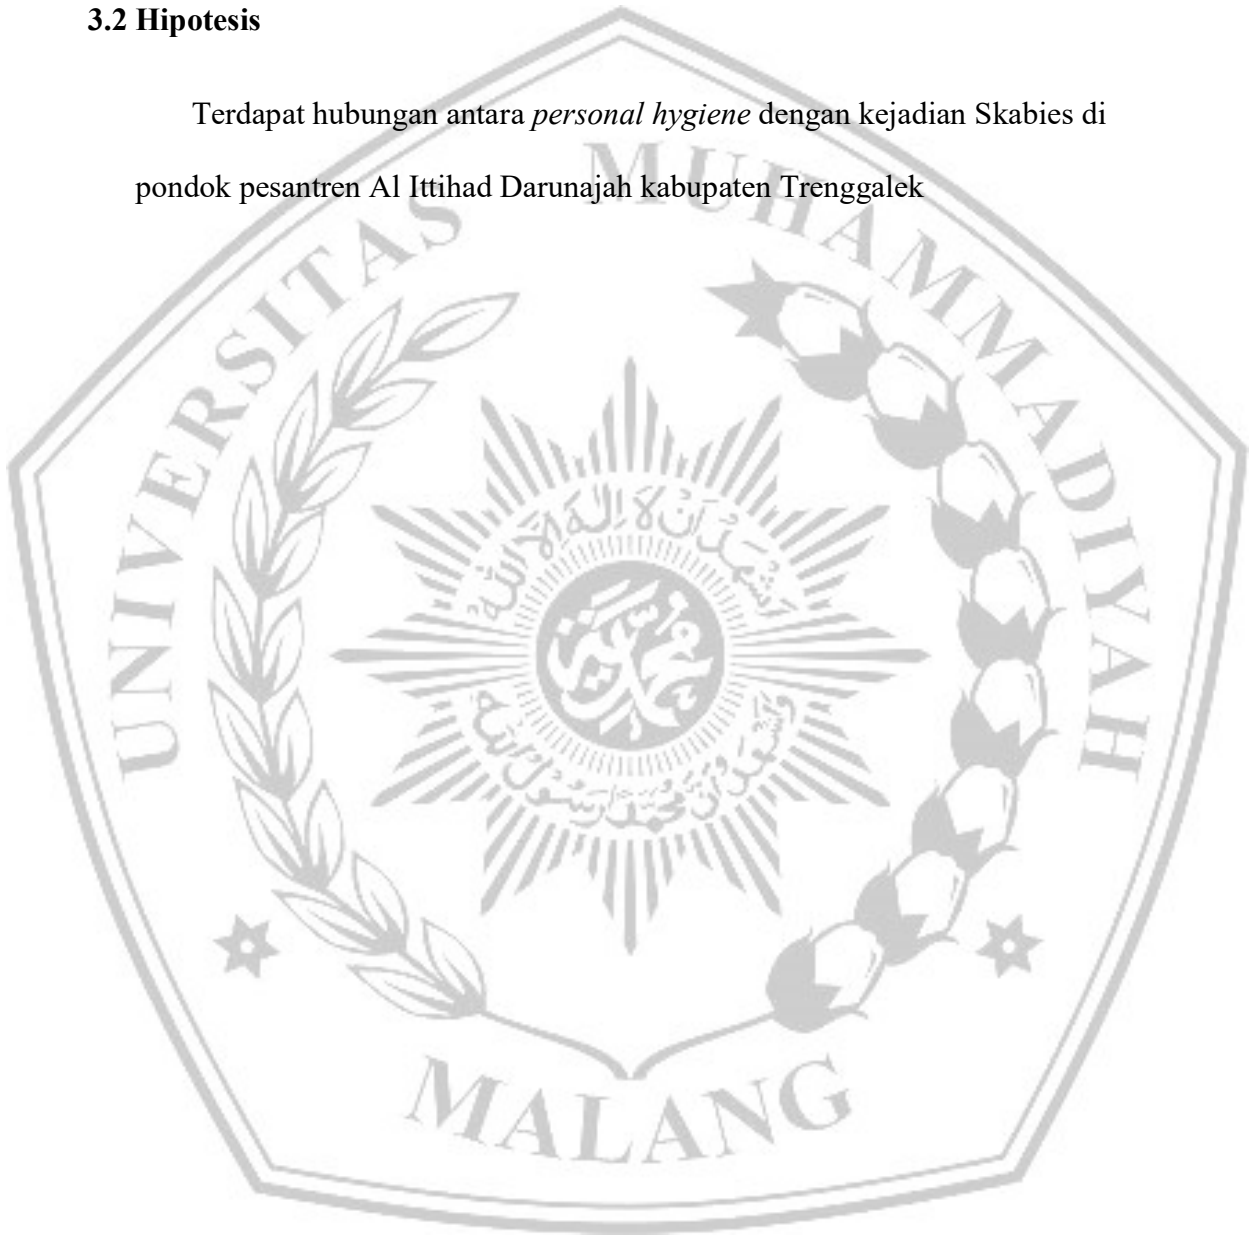 3.2 Hipotesis
Terdapat hubungan antara personal hygiene dengan kejadian Skabies di
pondok pesantren Al Ittihad Darunajah kabupaten Trenggalek
UNIVERSITAS MUHAMMADIYAH
MALANG